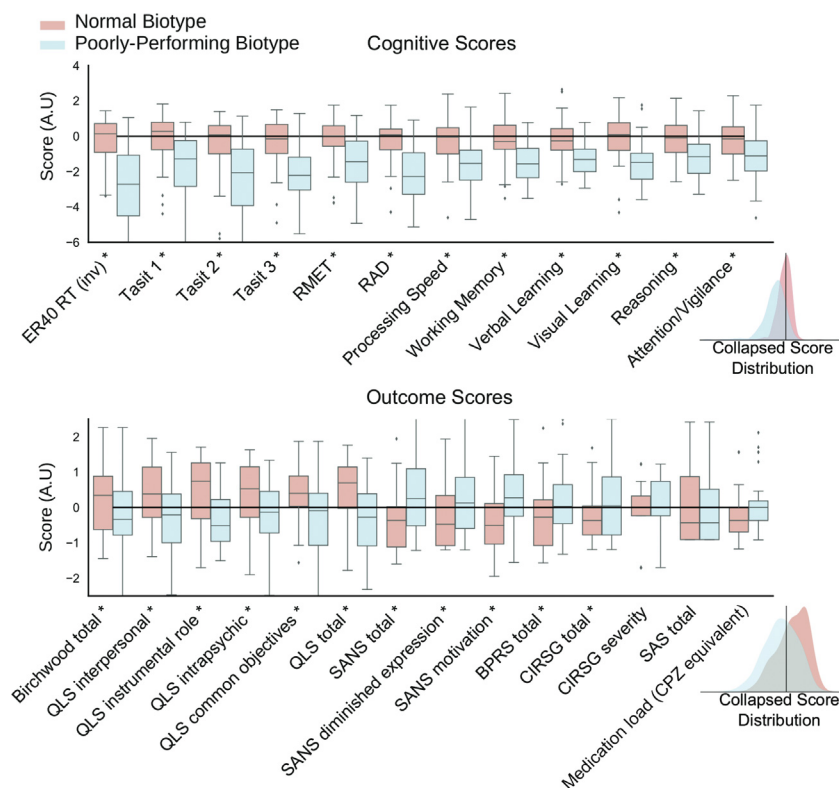 Normal Biotype
Poorly-Performing Biotype
Cognitive Scores
Score (A.U)
4
2
0
−2
−4
−6
ER40 RT (inv) *
Tasit 1 *
Tasit 2 *
Tasit 3 *
RMET *
RAD *
Processing Speed *
Working Memory *
Verbal Learning *
Visual Learning *
Reasoning *
Attention/Vigilance *
Collapsed Score
Distribution
Outcome Scores
Score (A.U)
2
1
0
−1
−2
Birchwood total *
QLS interpersonal *
QLS instrumental role *
QLS intrapsychic *
QLS common objectives *
QLS total *
SANS total *
SANS diminished expression *
SANS motivation *
BPRS total *
CIRSG total *
CIRSG severity
SAS total
Medication load (CPZ equivalent)
Collapsed Score
Distribution